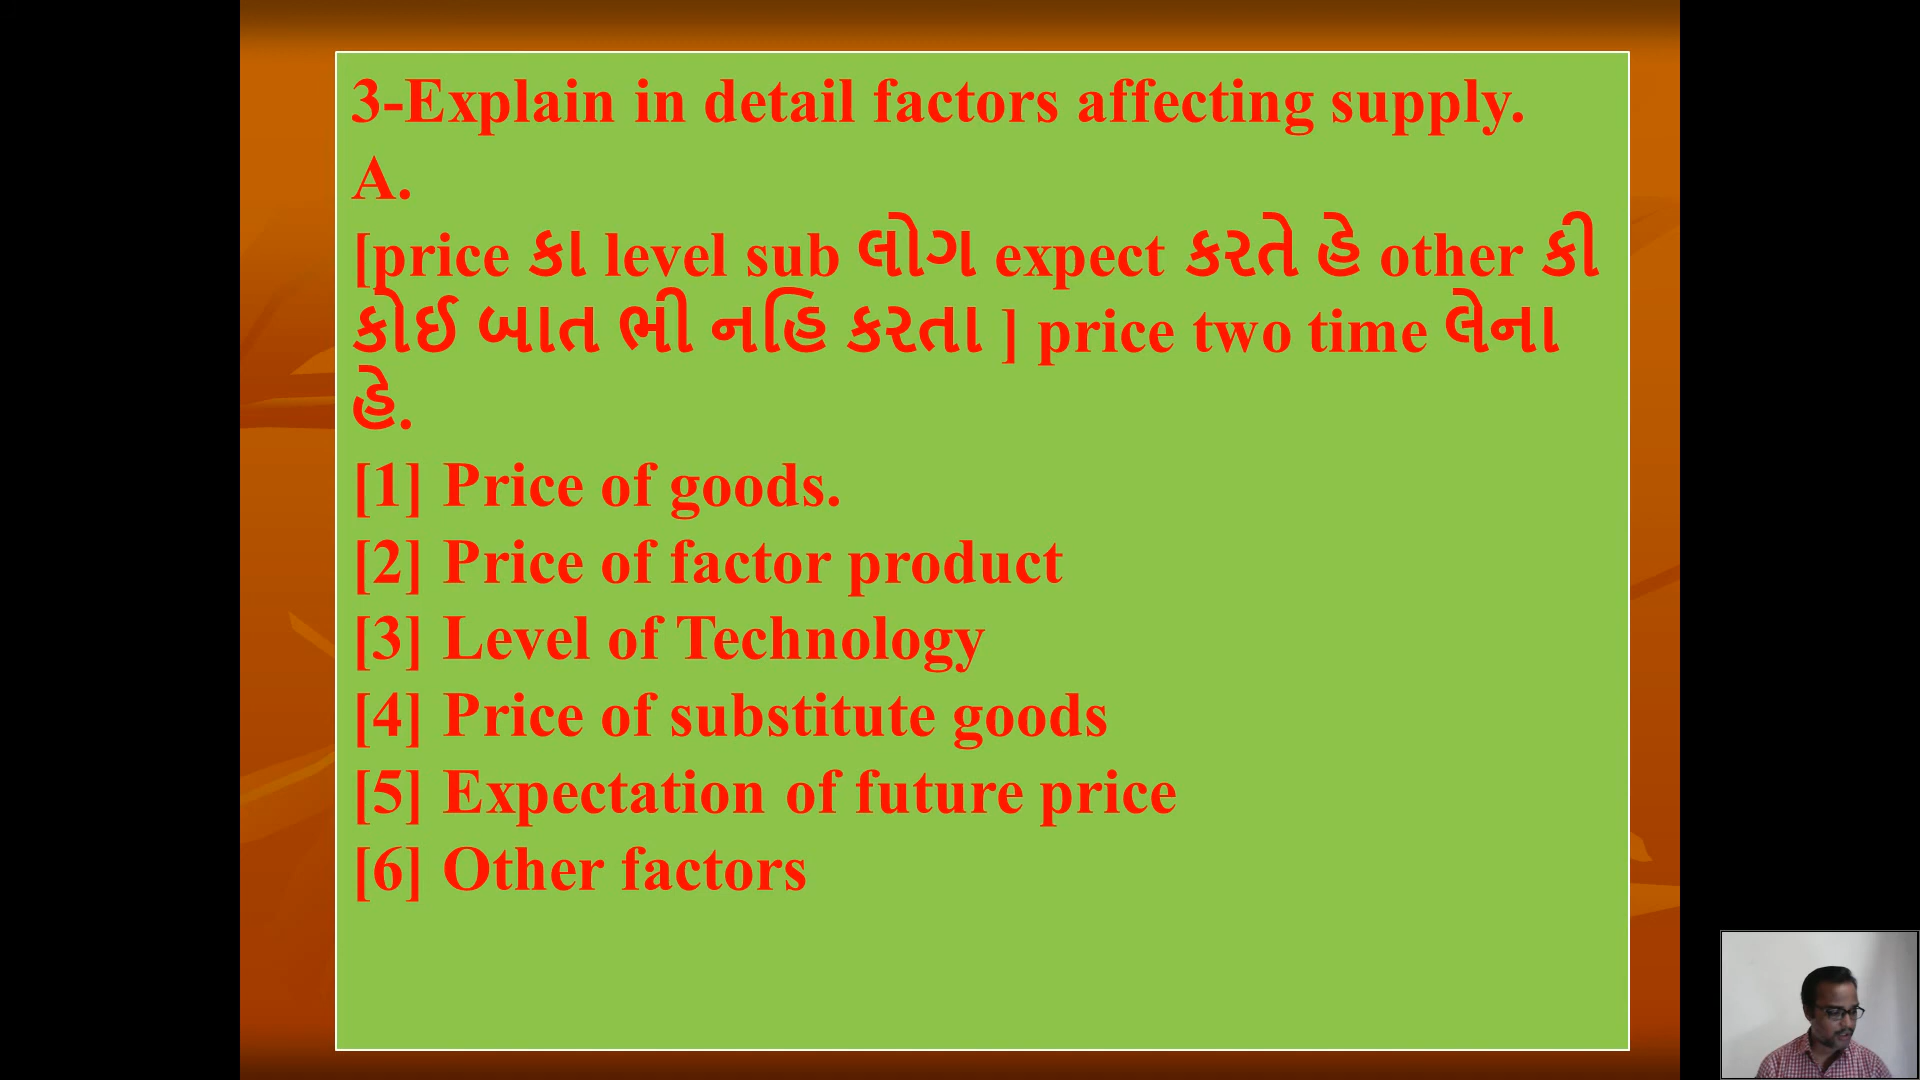 3-Explain in detail factors affecting supply.
A.
[price કા level sub લોગ expect કરતે હે other કી
કોઈ બાત ભી નહિ કરતા ] price two time લેના
હે.
[1] Price of goods.
[2] Price of factor product
[3] Level of Technology
[4] Price of substitute goods
[5] Expectation of future price
[6] Other factors